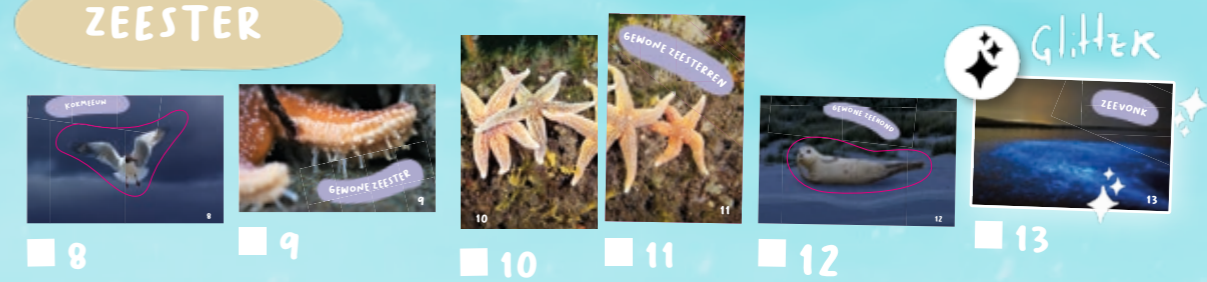 ZEESTER
GlittER
KOKMEEUW
8
GEWONE ZEESTER
9
10
GEWONE ZEESTERREN
11
GEWONE ZEEHOND
12
ZEEVONK
13
8
9
10
11
12
13